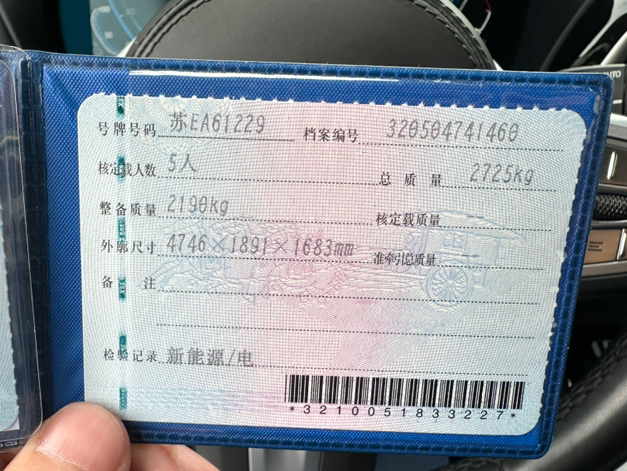 号牌号码 苏EA61229 档案编号 320504741460
核定载人数 5人 总质量 2725kg
整备质量 2190kg 核定载质量
外廓尺寸 4746×1891×1683mm 准牵引总质量
备注
检验记录 新能源/电
*3210051833227*